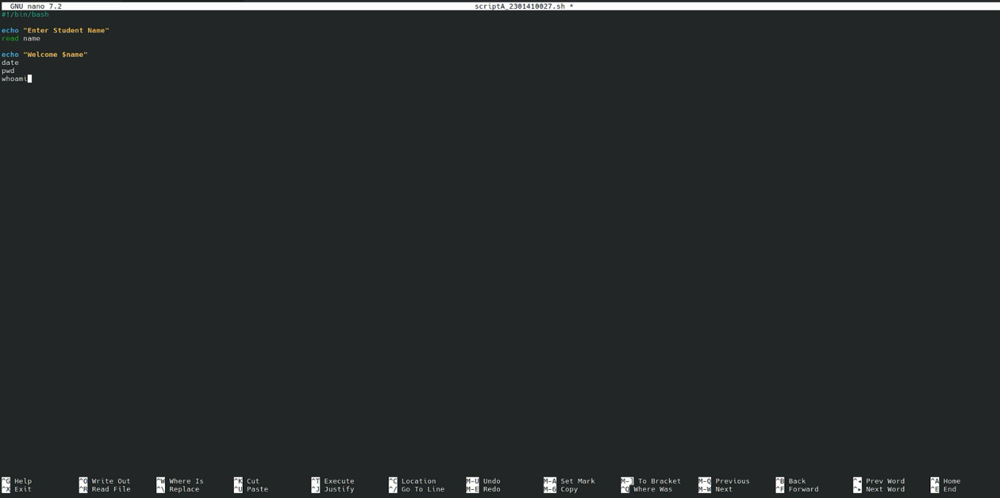 GNU nano 7.2 scriptA_2301410027.sh *
#!/bin/bash
echo "Enter Student Name"
read name
echo "Welcome $name"
date
pwd
whoami
^G Help ^O Write Out ^W Where Is ^K Cut ^T Execute ^C Location M-U Undo M-A Set Mark M-] To Bracket M-Q Previous ^B Back ^◂ Prev Word ^A Home
^X Exit ^R Read File ^\ Replace ^U Paste ^J Justify ^/ Go To Line M-E Redo M-6 Copy ^Q Where Was M-W Next ^F Forward ^▸ Next Word ^E End